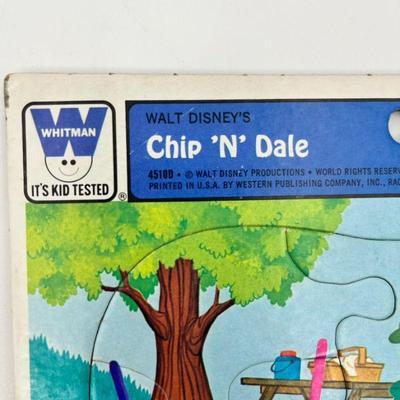 WHITMAN
IT'S KID TESTED
®
WALT DISNEY'S
Chip 'N' Dale
4510D • © WALT DISNEY PRODUCTIONS • WORLD RIGHTS RESER
PRINTED IN U.S.A. BY WESTERN PUBLISHING COMPANY, INC., RA